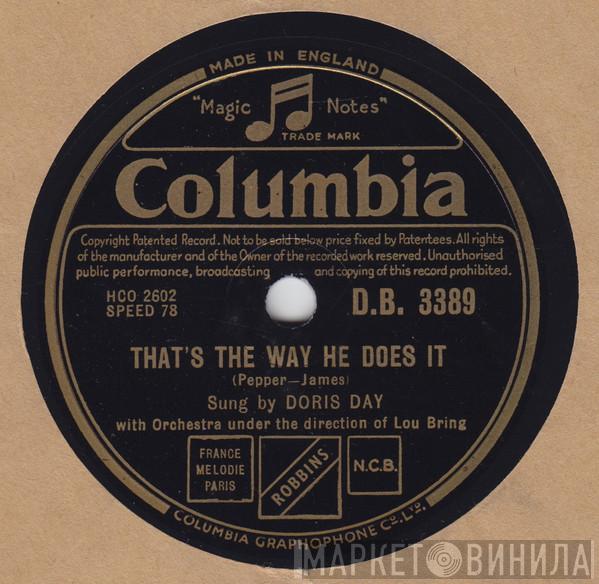 MADE IN ENGLAND
"Magic Notes"
TRADE MARK
Columbia
Copyright Patented Record. Not to be sold below price fixed by Patentees. All rights
of the manufacturer and of the Owner of the recorded work reserved. Unauthorised
public performance, broadcasting and copying of this record prohibited.
HCO 2602
SPEED 78
D.B. 3389
THAT'S THE WAY HE DOES IT
(Pepper—James)
Sung by DORIS DAY
with Orchestra under the direction of Lou Bring
FRANCE
MELODIE
PARIS
ROBBINS
N.C.B.
COLUMBIA GRAPHOPHONE CO. LTD.
МАРКЕТ ВИНИЛА